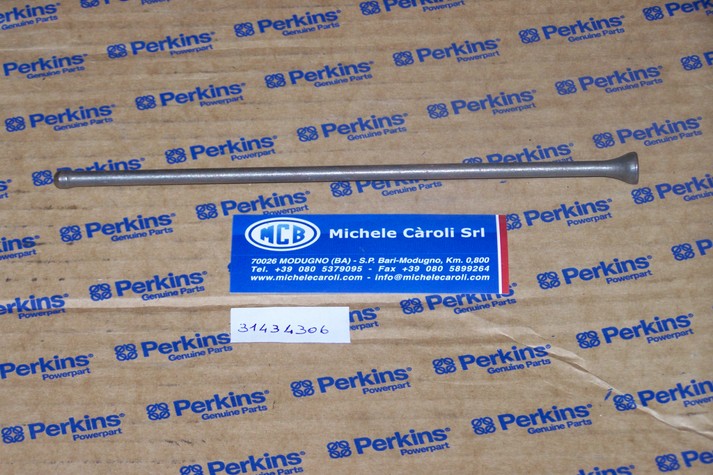 MCB
Michele Càroli Srl
70026 MODUGNO (BA) - S.P. Bari-Modugno, Km. 0,800
Tel. +39 080 5379095 - Fax +39 080 5899264
www.michelecaroli.com - info@michelecaroli.com
31434306
Perkins®
Genuine Parts
Perkins®
Powerpart